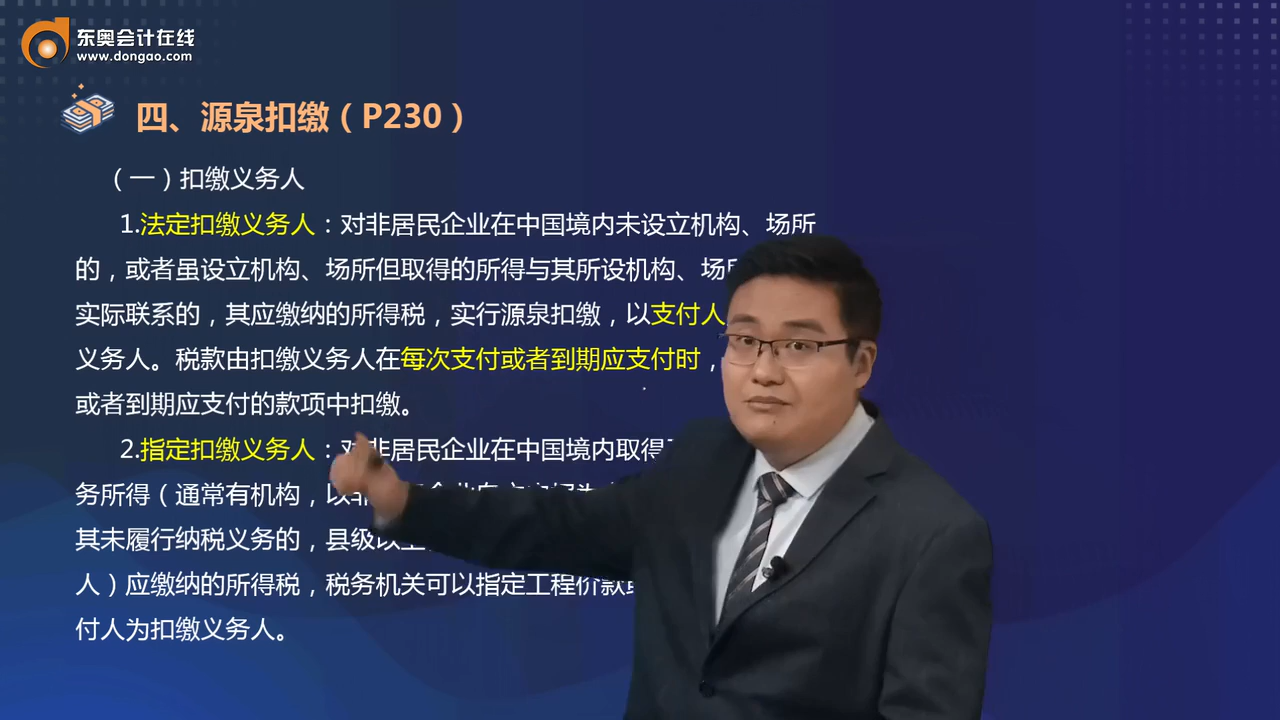 东奥会计在线
www.dongao.com
四、源泉扣缴（P230）
（一）扣缴义务人
1.法定扣缴义务人：对非居民企业在中国境内未设立机构、场所
的，或者虽设立机构、场所但取得的所得与其所设机构、场
实际联系的，其应缴纳的所得税，实行源泉扣缴，以支付人
义务人。税款由扣缴义务人在每次支付或者到期应支付时，
或者到期应支付的款项中扣缴。
2.指定扣缴义务人：对非居民企业在中国境内取得
务所得（通常有机构，以非
其未履行纳税义务的，县级以
人）应缴纳的所得税，税务机关可以指定工程价款
付人为扣缴义务人。